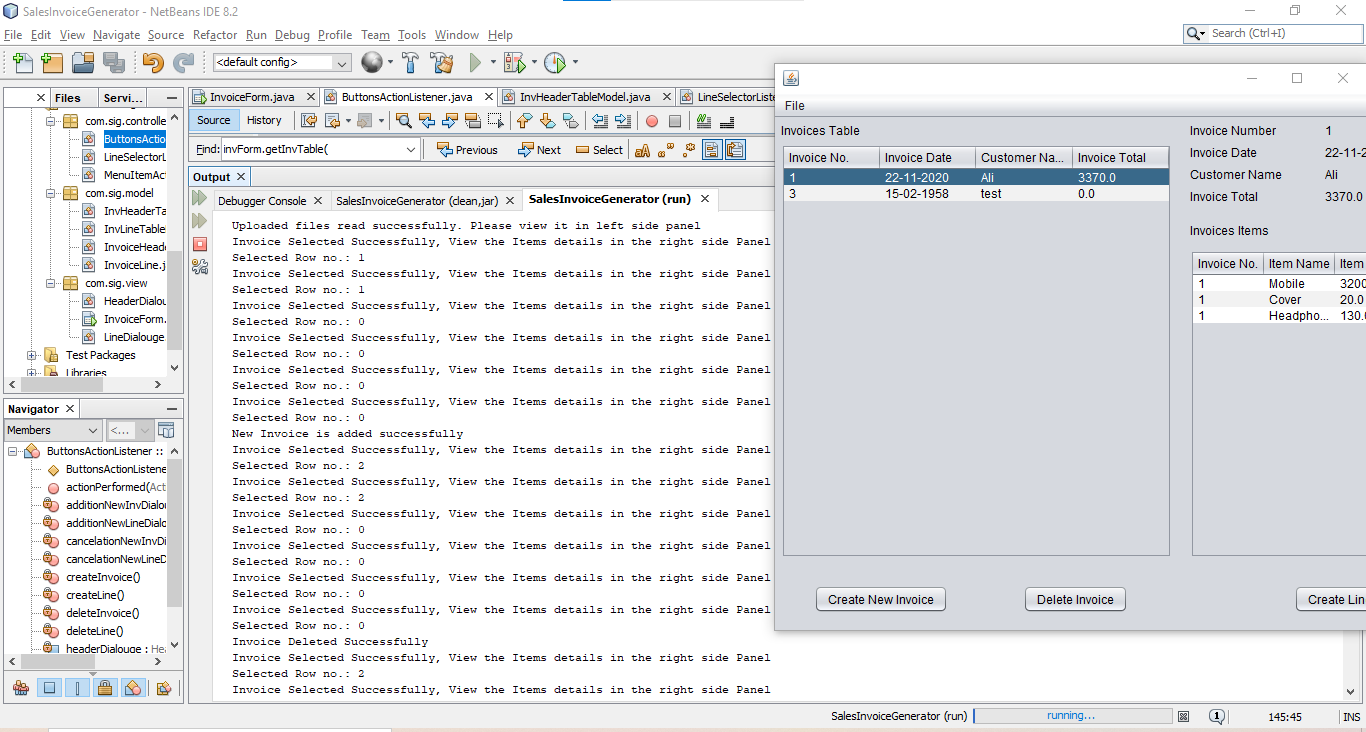 SalesInvoiceGenerator - NetBeans IDE 8.2
File Edit View Navigate Source Refactor Run Debug Profile Team Tools Window Help
Search (Ctrl+I)
<default config>
Files
Servi...
com.sig.controlle
ButtonsActio
LineSelectorL
MenuItemAct
com.sig.model
InvHeaderTa
InvLineTable
InvoiceHead
InvoiceLine.j
com.sig.view
HeaderDialou
InvoiceForm.
LineDialouge
Test Packages
Libraries
Navigator
Members
<...
ButtonsActionListener ::
ButtonsActionListene
actionPerformed(Act
additionNewInvDialou
additionNewLineDialo
cancelationNewInvDi
cancelationNewLineD
createInvoice()
createLine()
deleteInvoice()
deleteLine()
headerDialouge : Hea
InvoiceForm.java
ButtonsActionListener.java
InvHeaderTableModel.java
LineSelectorListe
Source
History
Find:
invForm.getInvTable(
Previous
Next
Select
Output
Debugger Console
SalesInvoiceGenerator (clean,jar)
SalesInvoiceGenerator (run)
Uploaded files read successfully. Please view it in left side panel
Invoice Selected Successfully, View the Items details in the right side Panel
Selected Row no.: 1
Invoice Selected Successfully, View the Items details in the right side Panel
Selected Row no.: 1
Invoice Selected Successfully, View the Items details in the right side Panel
Selected Row no.: 0
Invoice Selected Successfully, View the Items details in the right side Panel
Selected Row no.: 0
Invoice Selected Successfully, View the Items details in the right side Panel
Selected Row no.: 0
Invoice Selected Successfully, View the Items details in the right side Panel
Selected Row no.: 0
New Invoice is added successfully
Invoice Selected Successfully, View the Items details in the right side Panel
Selected Row no.: 2
Invoice Selected Successfully, View the Items details in the right side Panel
Selected Row no.: 2
Invoice Selected Successfully, View the Items details in the right side Panel
Selected Row no.: 0
Invoice Selected Successfully, View the Items details in the right side Panel
Selected Row no.: 0
Invoice Selected Successfully, View the Items details in the right side Panel
Selected Row no.: 0
Invoice Selected Successfully, View the Items details in the right side Panel
Selected Row no.: 0
Invoice Deleted Successfully
Invoice Selected Successfully, View the Items details in the right side Panel
Selected Row no.: 2
Invoice Selected Successfully, View the Items details in the right side Panel
File
Invoices Table
Invoice No. Invoice Date Customer Na... Invoice Total
1 22-11-2020 Ali 3370.0
3 15-02-1958 test 0.0
Create New Invoice
Delete Invoice
Invoice Number 1
Invoice Date 22-11-2
Customer Name Ali
Invoice Total 3370.0
Invoices Items
Invoice No. Item Name Item
1 Mobile 3200
1 Cover 20.0
1 Headpho... 130.
Create Lin
SalesInvoiceGenerator (run)
running...
1
145:45
INS